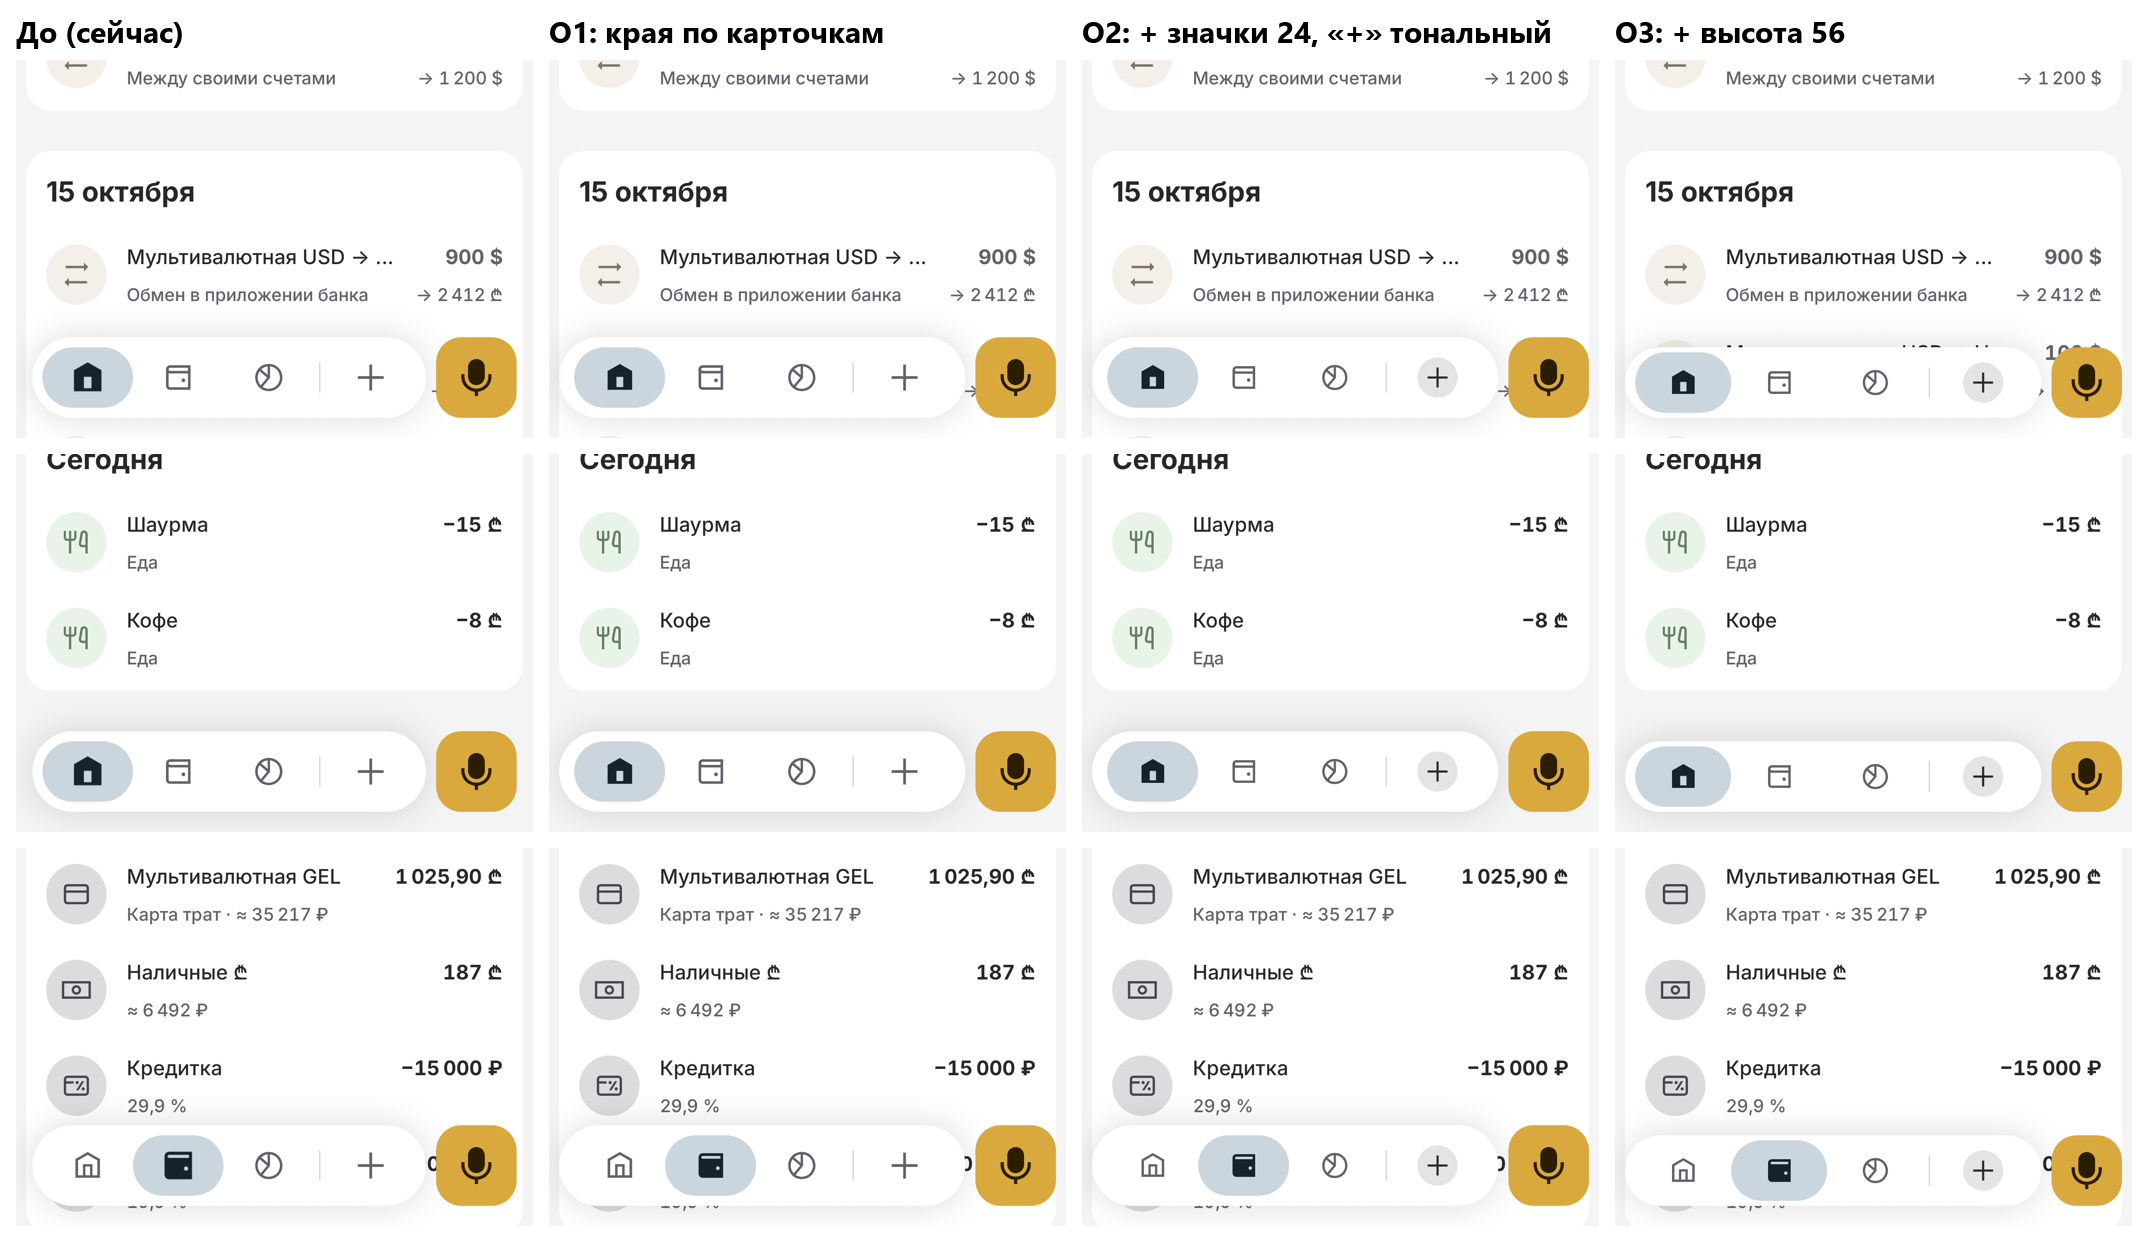 До (сейчас)
О1: края по карточкам
О2: + значки 24, «+» тональный
О3: + высота 56
Между своими счетами → 1 200 $
Между своими счетами → 1 200 $
Между своими счетами → 1 200 $
Между своими счетами → 1 200 $
15 октября
15 октября
15 октября
15 октября
Мультивалютная USD → ... 900 $
Мультивалютная USD → ... 900 $
Мультивалютная USD → ... 900 $
Мультивалютная USD → ... 900 $
Обмен в приложении банка → 2 412 ₾
Обмен в приложении банка → 2 412 ₾
Обмен в приложении банка → 2 412 ₾
Обмен в приложении банка → 2 412 ₾
Сегодня
Сегодня
Сегодня
Сегодня
Шаурма −15 ₾
Шаурма −15 ₾
Шаурма −15 ₾
Шаурма −15 ₾
Еда
Еда
Еда
Еда
Кофе −8 ₾
Кофе −8 ₾
Кофе −8 ₾
Кофе −8 ₾
Еда
Еда
Еда
Еда
Мультивалютная GEL 1 025,90 ₾
Мультивалютная GEL 1 025,90 ₾
Мультивалютная GEL 1 025,90 ₾
Мультивалютная GEL 1 025,90 ₾
Карта трат · ≈ 35 217 ₽
Карта трат · ≈ 35 217 ₽
Карта трат · ≈ 35 217 ₽
Карта трат · ≈ 35 217 ₽
Наличные ₾ 187 ₾
Наличные ₾ 187 ₾
Наличные ₾ 187 ₾
Наличные ₾ 187 ₾
≈ 6 492 ₽
≈ 6 492 ₽
≈ 6 492 ₽
≈ 6 492 ₽
Кредитка −15 000 ₽
Кредитка −15 000 ₽
Кредитка −15 000 ₽
Кредитка −15 000 ₽
29,9 %
29,9 %
29,9 %
29,9 %